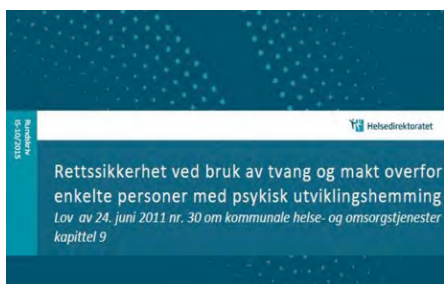 Rundskriv
IS-10/2015
Helsedirektoratet
Rettssikkerhet ved bruk av tvang og makt overfor
enkelte personer med psykisk utviklingshemming
Lov av 24. juni 2011 nr. 30 om kommunale helse- og omsorgstjenester
kapittel 9